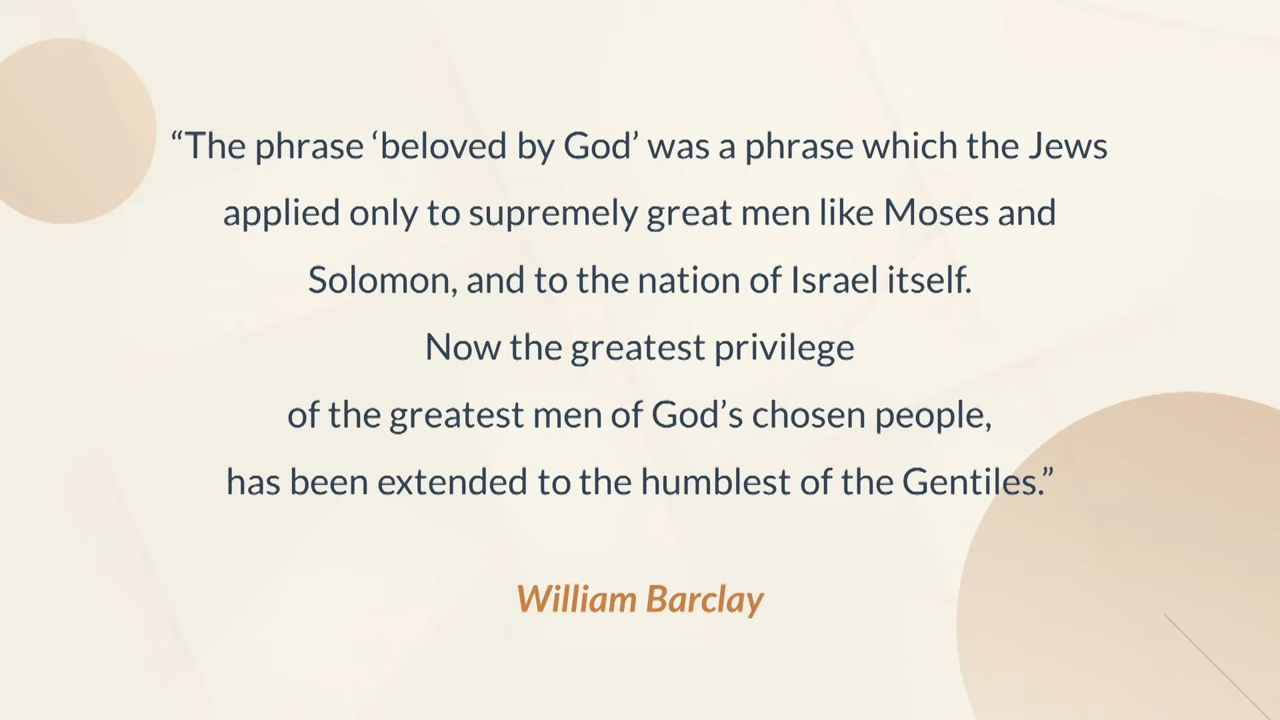 “The phrase ‘beloved by God’ was a phrase which the Jews
applied only to supremely great men like Moses and
Solomon, and to the nation of Israel itself.
Now the greatest privilege
of the greatest men of God’s chosen people,
has been extended to the humblest of the Gentiles.”
William Barclay